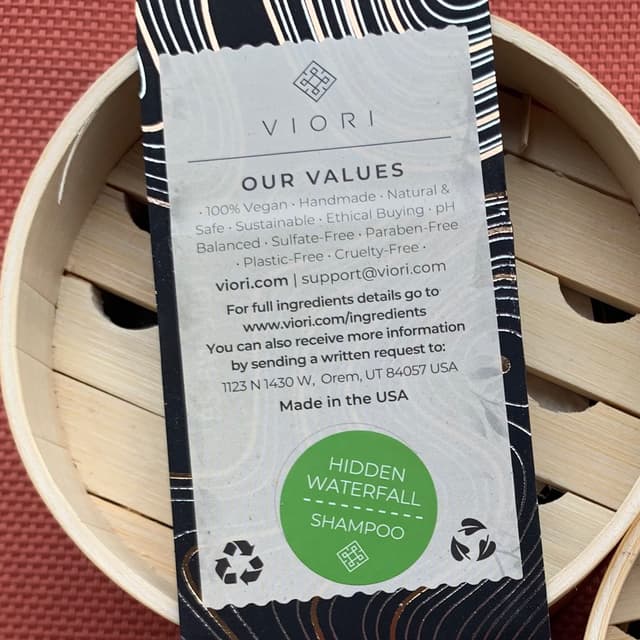 VIORI
OUR VALUES
· 100% Vegan · Handmade · Natural &
Safe · Sustainable · Ethical Buying · pH
Balanced · Sulfate-Free · Paraben-Free
· Plastic-Free · Cruelty-Free ·
viori.com | support@viori.com
For full ingredients details go to
www.viori.com/ingredients
You can also receive more information
by sending a written request to:
1123 N 1430 W, Orem, UT 84057 USA
Made in the USA
HIDDEN
WATERFALL
SHAMPOO